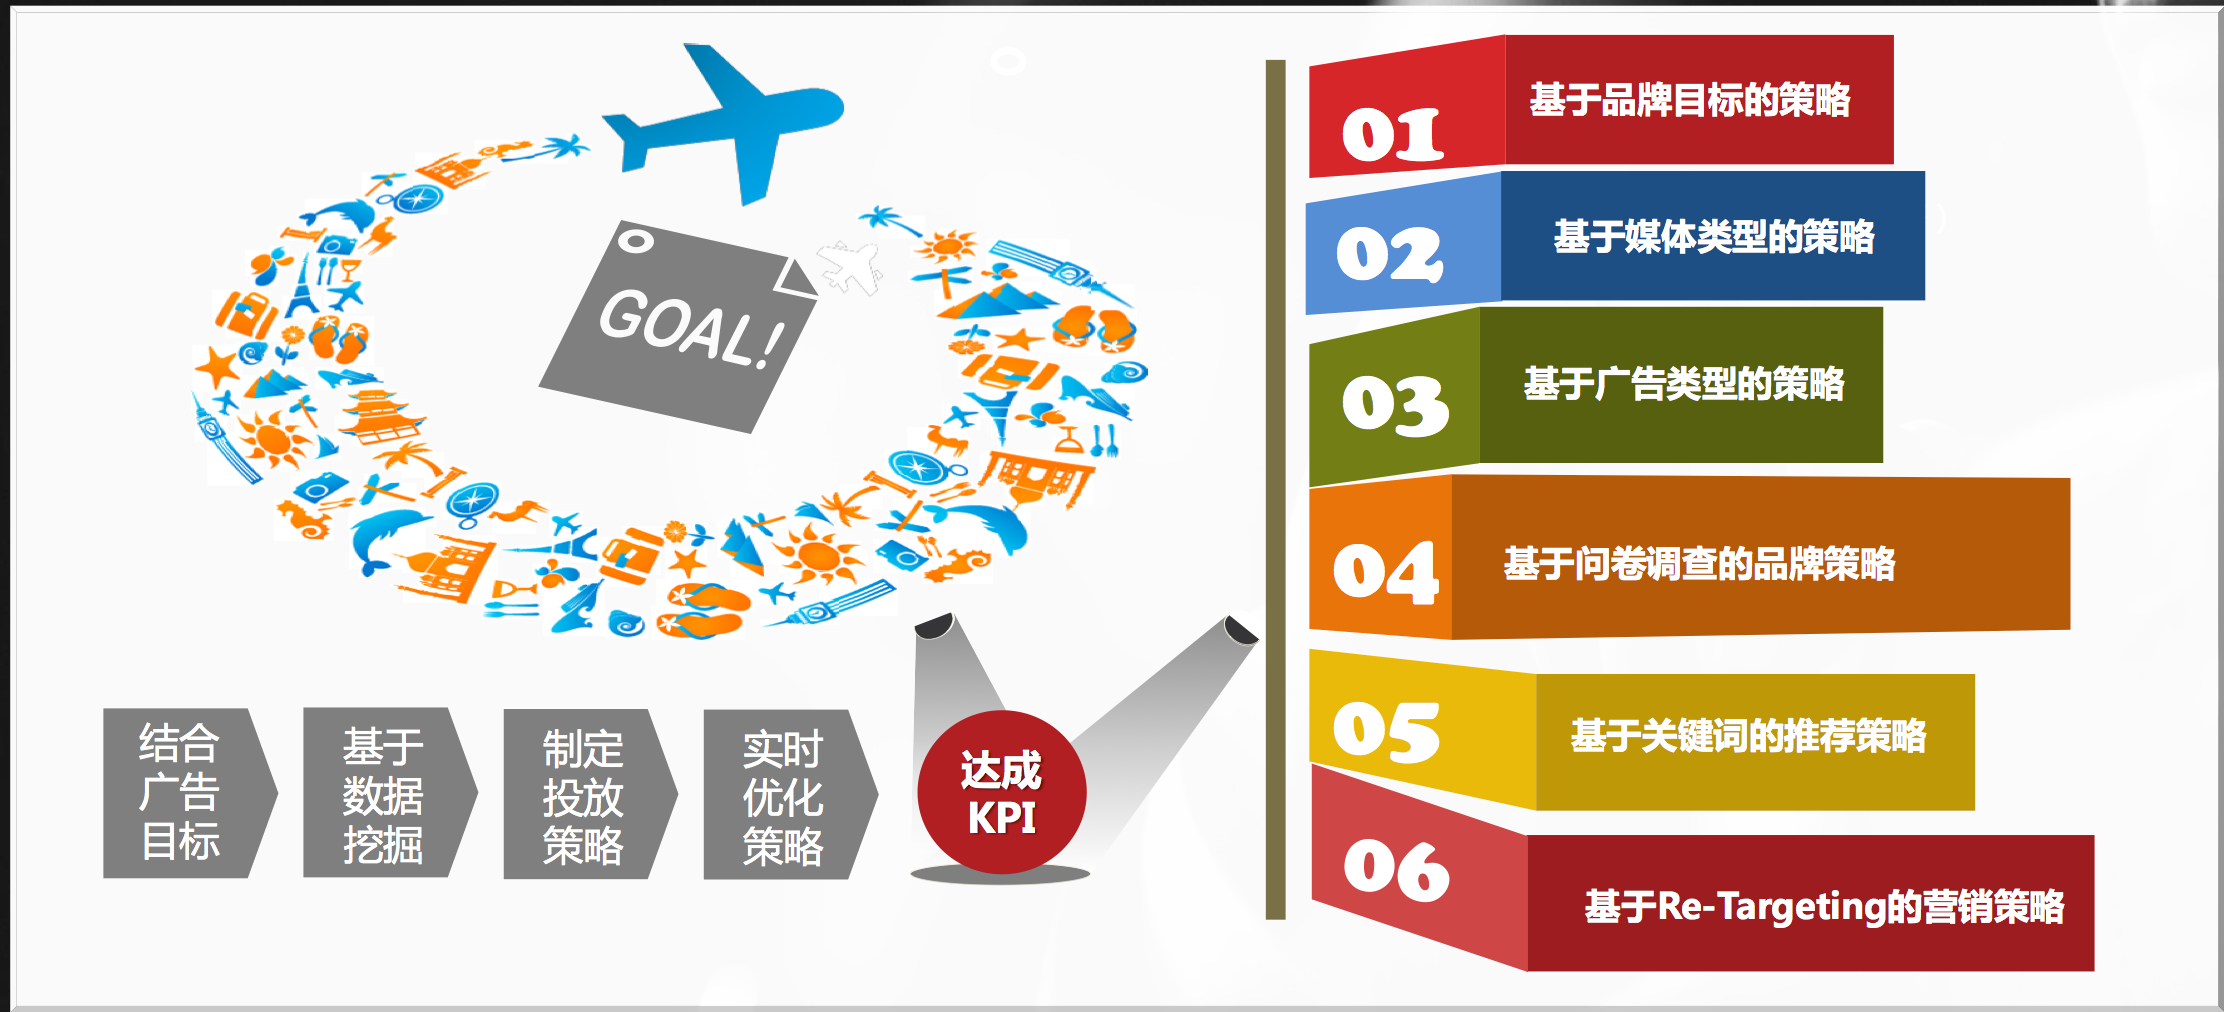 GOAL!
结合
广告
目标
基于
数据
挖掘
制定
投放
策略
实时
优化
策略
达成
KPI
01
基于品牌目标的策略
02
基于媒体类型的策略
03
基于广告类型的策略
04
基于问卷调查的品牌策略
05
基于关键词的推荐策略
06
基于Re-Targeting的营销策略